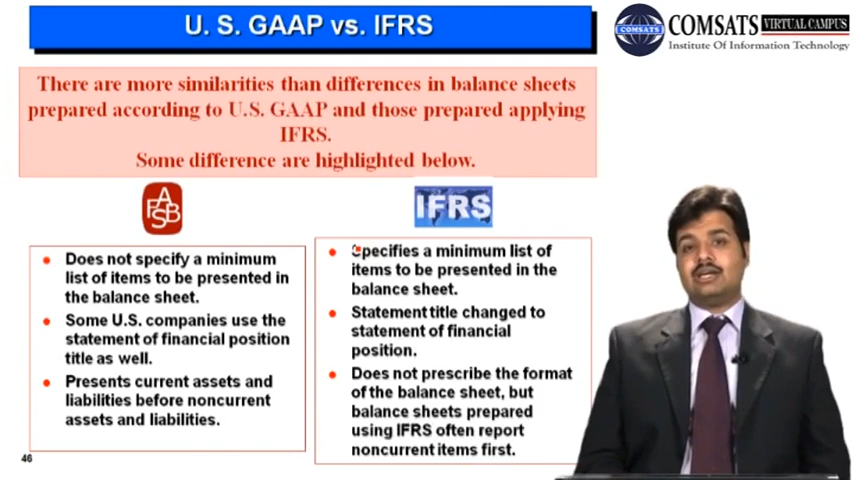 U. S. GAAP vs. IFRS
COMSATS
COMSATS VIRTUAL CAMPUS
Institute Of Information Technology
There are more similarities than differences in balance sheets
prepared according to U.S. GAAP and those prepared applying
IFRS.
Some difference are highlighted below.
FASB
IFRS
Does not specify a minimum
list of items to be presented in
the balance sheet.
Some U.S. companies use the
statement of financial position
title as well.
Presents current assets and
liabilities before noncurrent
assets and liabilities.
Specifies a minimum list of
items to be presented in the
balance sheet.
Statement title changed to
statement of financial
position.
Does not prescribe the format
of the balance sheet, but
balance sheets prepared
using IFRS often report
noncurrent items first.
46